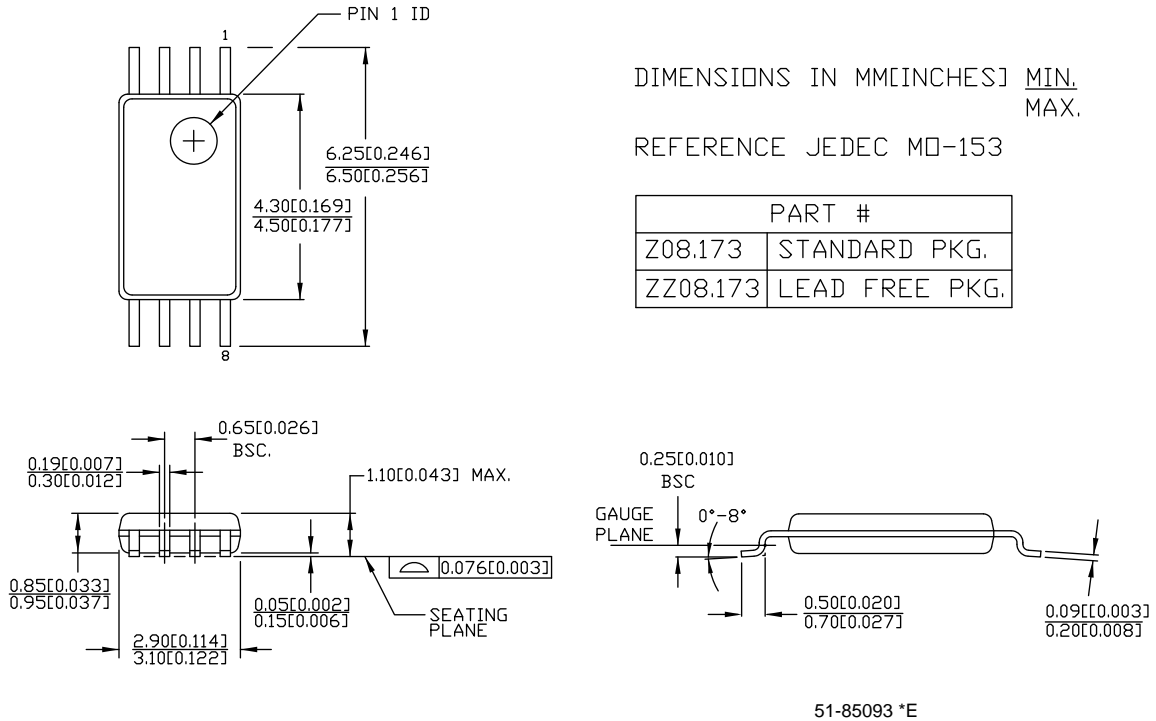 PIN 1 ID
1
6.25[0.246]
6.50[0.256]
4.30[0.169]
4.50[0.177]
8
DIMENSIONS IN MM[INCHES] MIN.
MAX.
REFERENCE JEDEC MO-153
PART #
Z08.173 STANDARD PKG.
ZZ08.173 LEAD FREE PKG.
0.65[0.026]
BSC.
0.19[0.007]
0.30[0.012]
1.10[0.043] MAX.
0.85[0.033]
0.95[0.037]
0.05[0.002]
0.15[0.006]
0.076[0.003]
SEATING
PLANE
2.90[0.114]
3.10[0.122]
0.25[0.010]
BSC
GAUGE
PLANE
0°-8°
0.50[0.020]
0.70[0.027]
0.09[[0.003]
0.20[0.008]
51-85093 *E